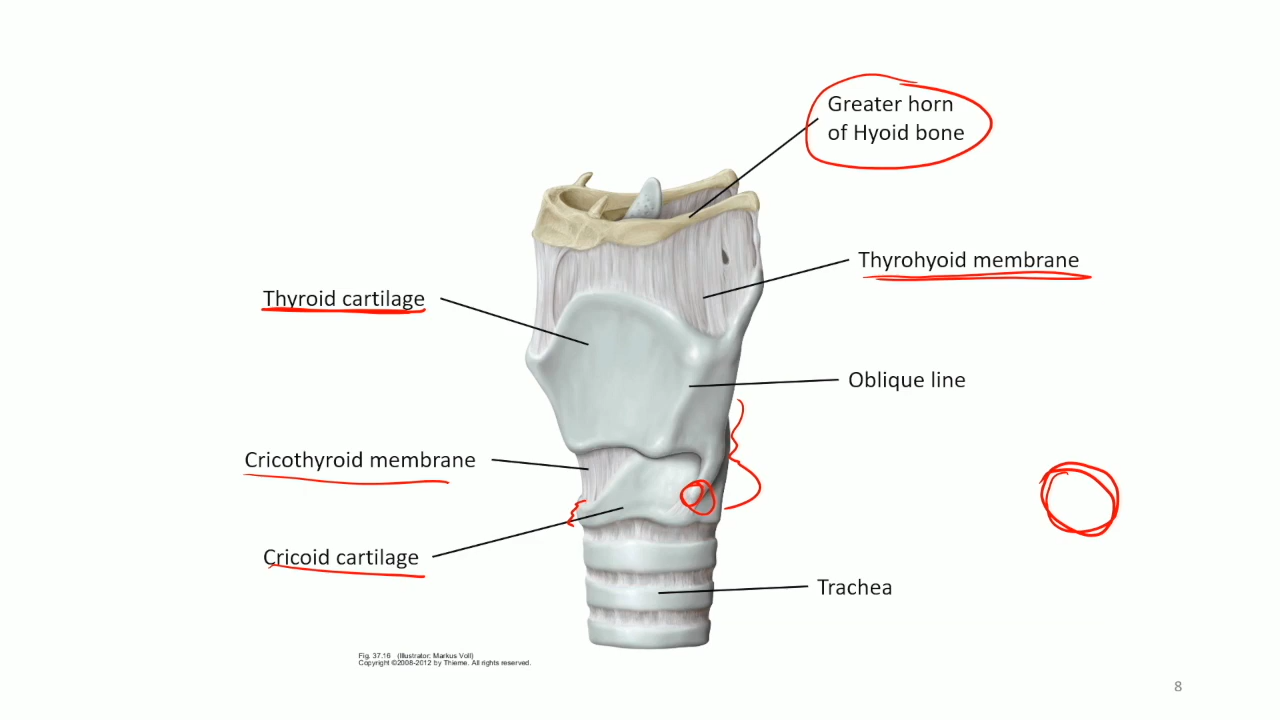 Greater horn
of Hyoid bone
Thyrohyoid membrane
Thyroid cartilage
Oblique line
Cricothyroid membrane
Cricoid cartilage
Trachea
Fig. 37.16 (Illustrator: Markus Voll)
Copyright ©2008-2012 by Thieme. All rights reserved.
8